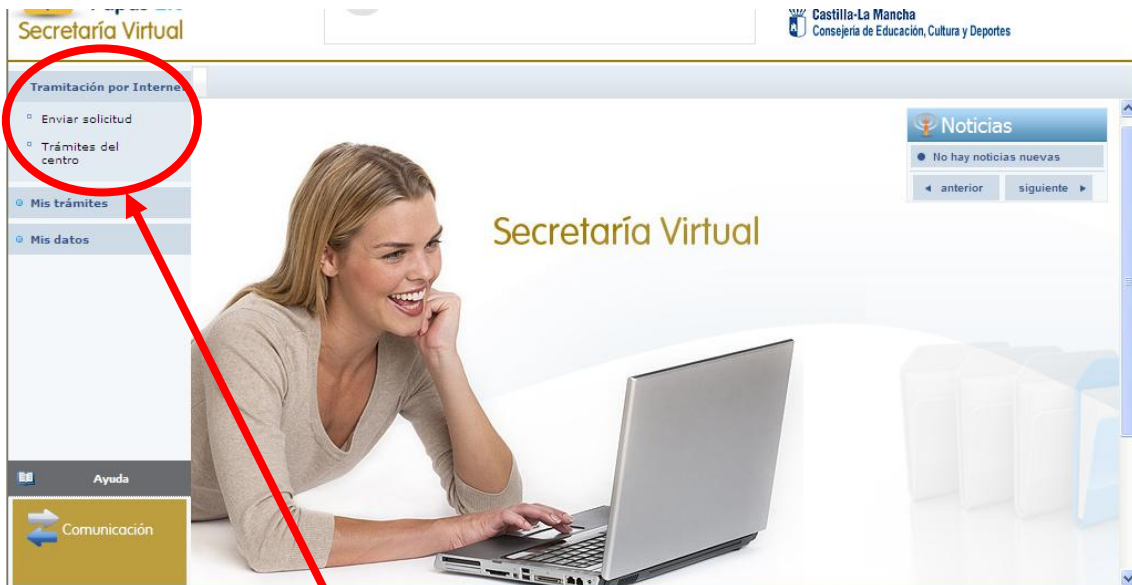 Secretaría Virtual
Castilla-La Mancha
Consejería de Educación, Cultura y Deportes
Tramitación por Internet
Enviar solicitud
Trámites del
centro
Mis trámites
Mis datos
Ayuda
Comunicación
Secretaría Virtual
Noticias
No hay noticias nuevas
anterior siguiente